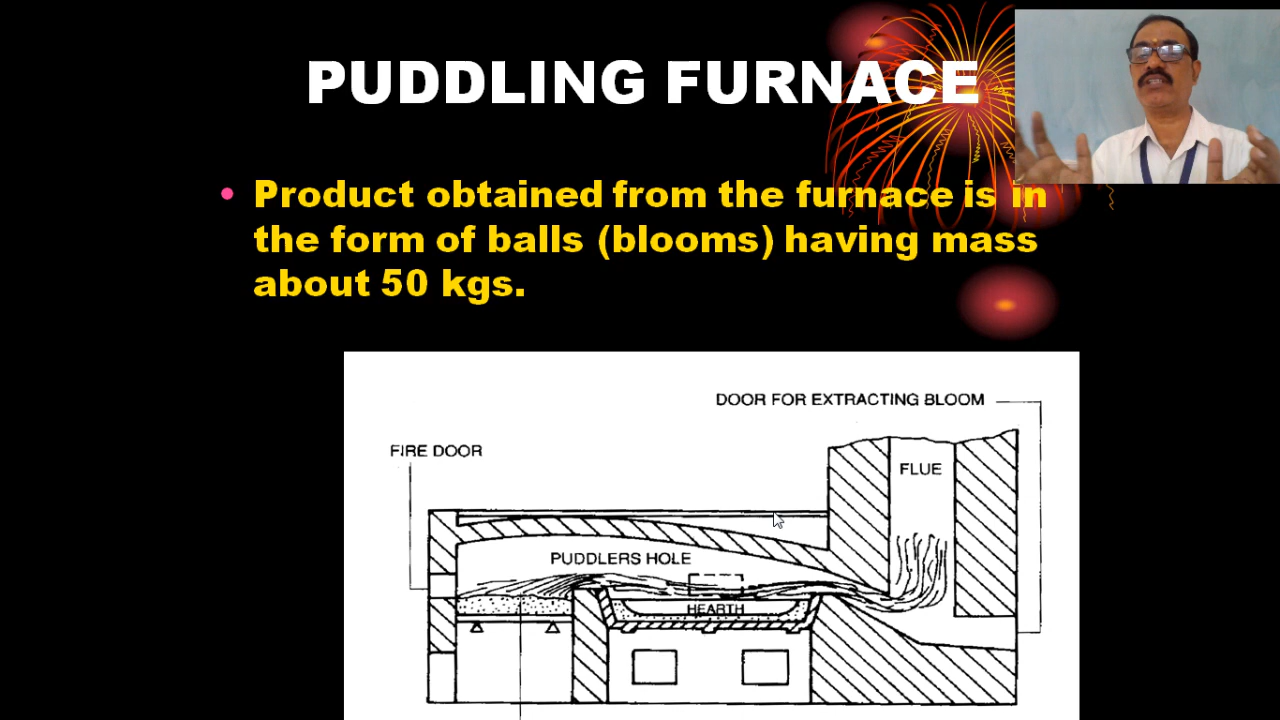 PUDDLING FURNACE
• Product obtained from the furnace is in
the form of balls (blooms) having mass
about 50 kgs.
DOOR FOR EXTRACTING BLOOM
FIRE DOOR
FLUE
PUDDLERS HOLE
HEARTH